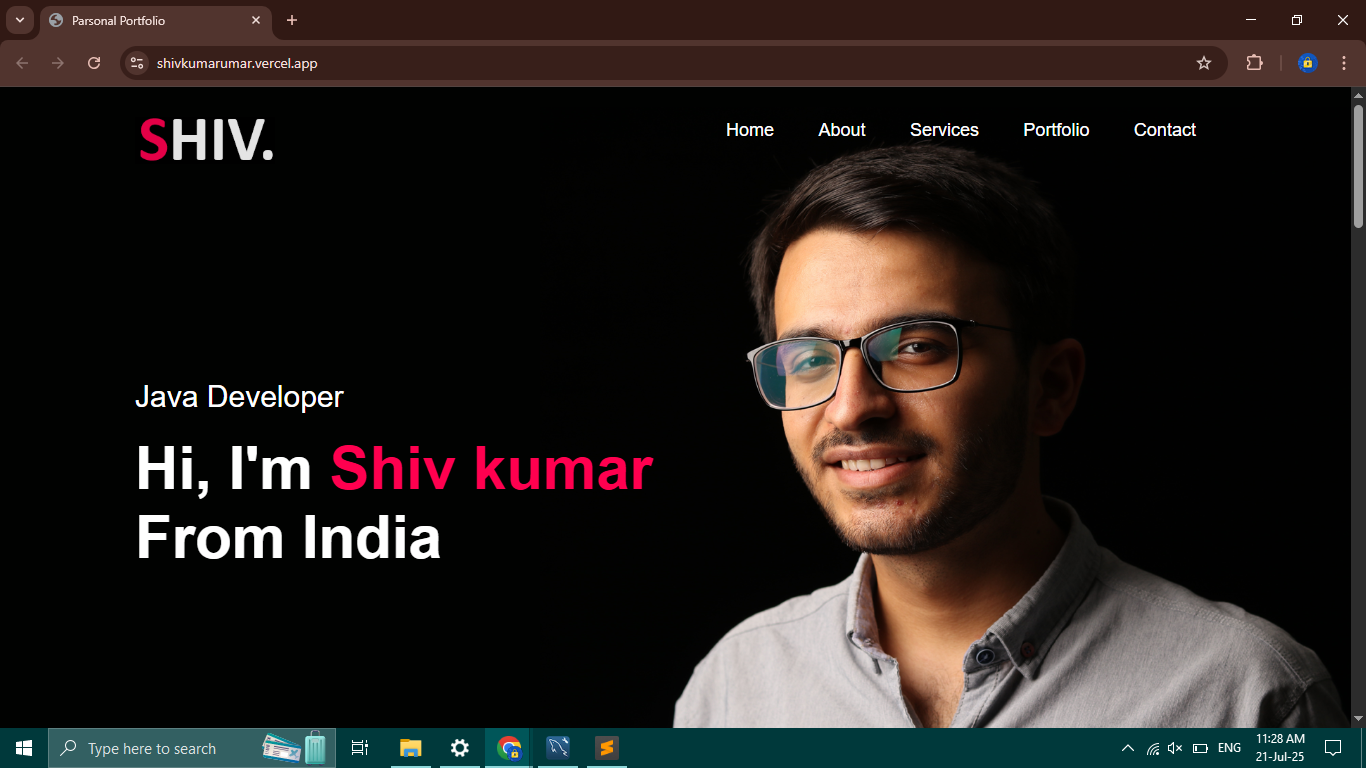 Parsonal Portfolio
shivkumarumar.vercel.app
SHIV.
Home About Services Portfolio Contact
Java Developer
Hi, I'm Shiv kumar
From India
Type here to search
ENG
11:28 AM
21-Jul-25